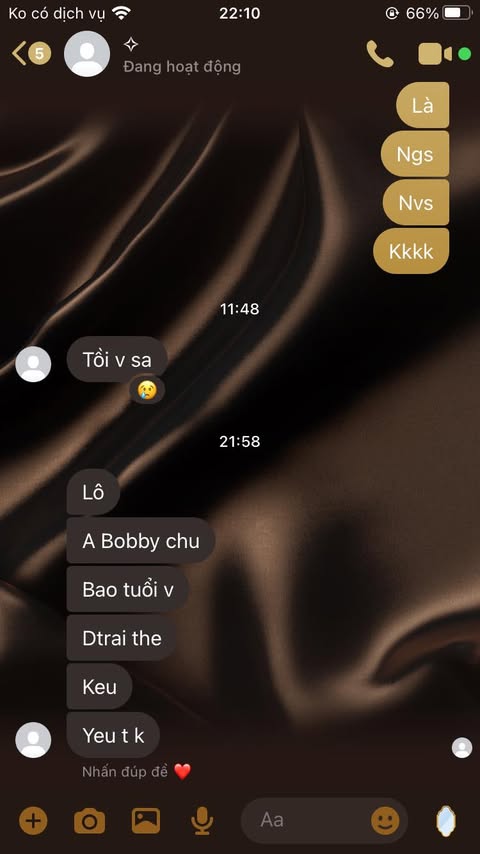 Ko có dịch vụ 22:10 66%
5
Đang hoạt động
Là
Ngs
Nvs
Kkkk
11:48
Tồi v sa
21:58
Lô
A Bobby chu
Bao tuổi v
Dtrai the
Keu
Yeu t k
Nhấn đúp để ❤️
Aa